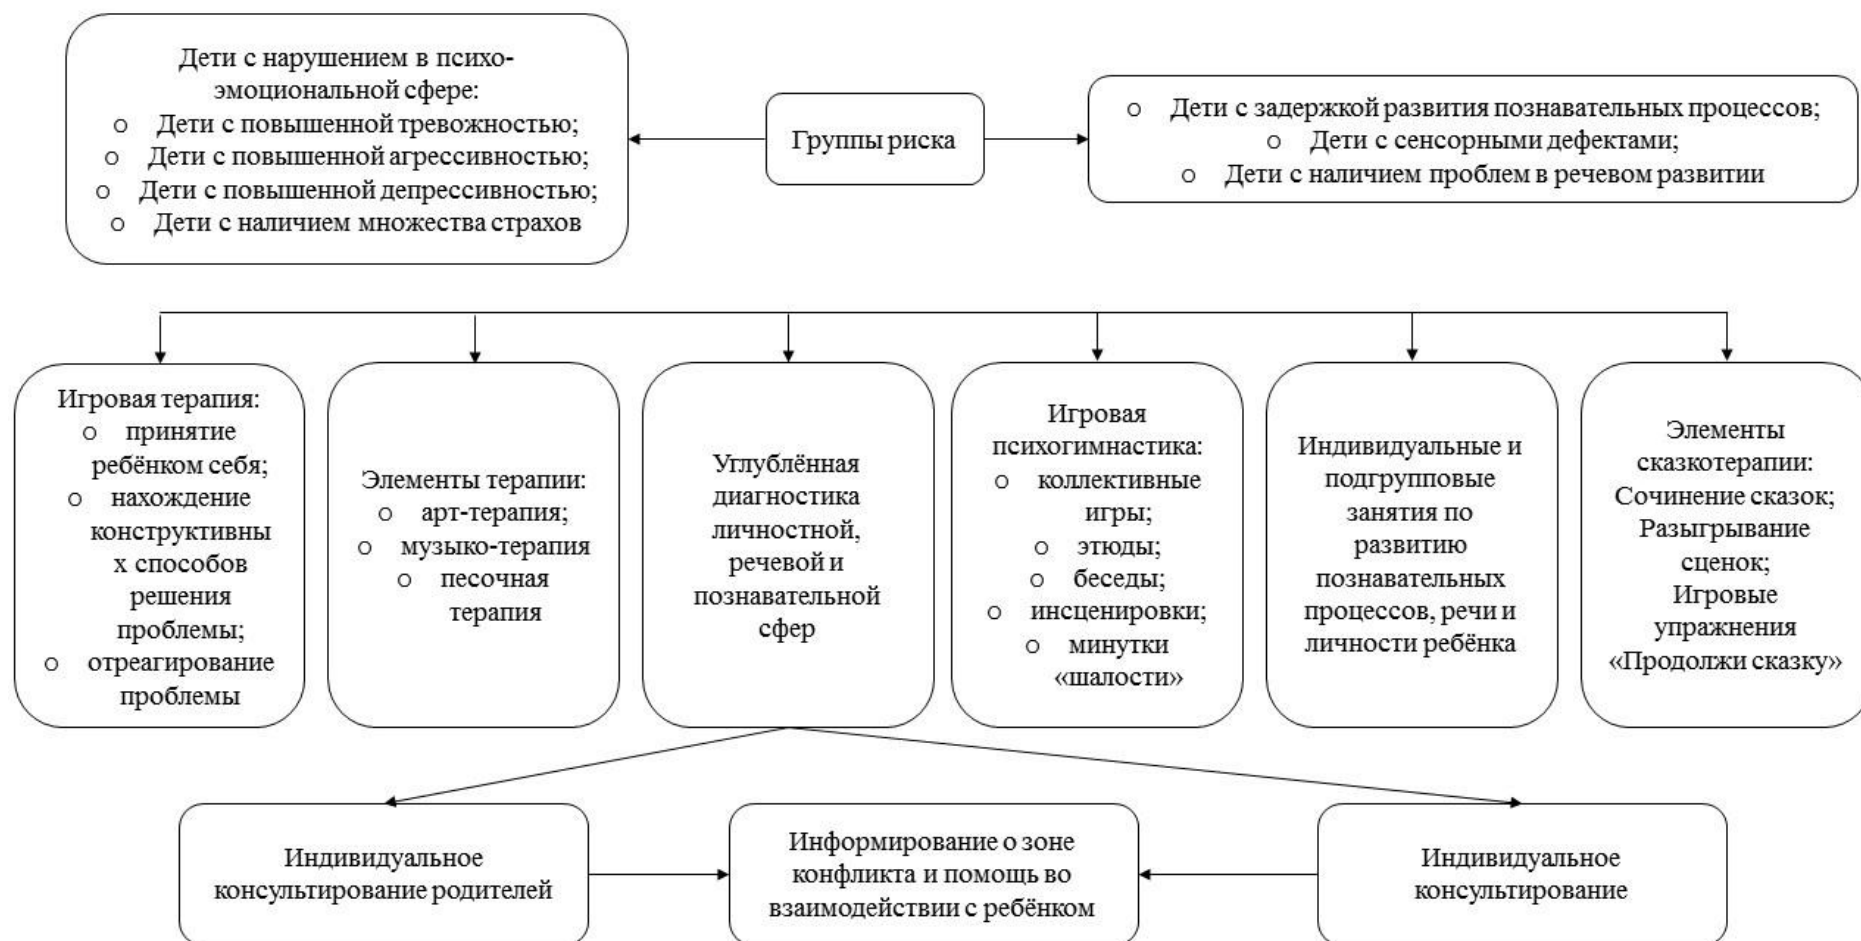 Дети с нарушением в психо-
эмоциональной сфере:
o Дети с повышенной тревожностью;
o Дети с повышенной агрессивностью;
o Дети с повышенной депрессивностью;
o Дети с наличием множества страхов
Группы риска
o Дети с задержкой развития познавательных процессов;
o Дети с сенсорными дефектами;
o Дети с наличием проблем в речевом развитии
Игровая терапия:
o принятие
ребёнком себя;
o нахождение
конструктивны
х способов
решения
проблемы;
o отреагирование
проблемы
Элементы терапии:
o арт-терапия;
o музыко-терапия
o песочная
терапия
Углублённая
диагностика
личностной,
речевой и
познавательной
сфер
Игровая
психогимнастика:
o коллективные
игры;
o этюды;
o беседы;
o инсценировки;
o минутки
«шалости»
Индивидуальные и
подгрупповые
занятия по
развитию
познавательных
процессов, речи и
личности ребёнка
Элементы
сказкотерапии:
Сочинение сказок;
Разыгрывание
сценок;
Игровые
упражнения
«Продолжи сказку»
Индивидуальное
консультирование родителей
Информирование о зоне
конфликта и помощь во
взаимодействии с ребёнком
Индивидуальное
консультирование